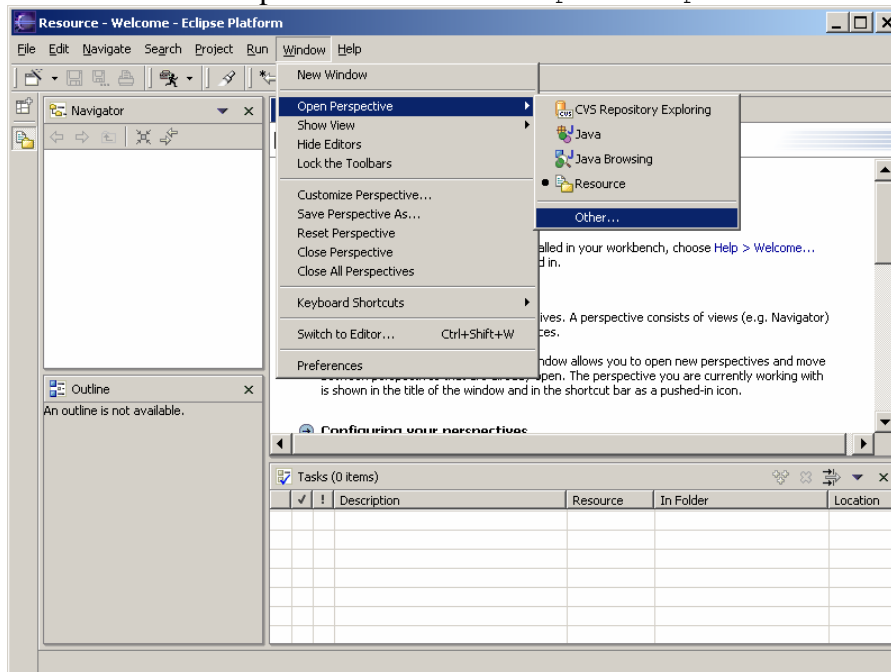 Resource - Welcome - Eclipse Platform
File Edit Navigate Search Project Run Window Help
New Window
Navigator
Open Perspective
Show View
Hide Editors
Lock the Toolbars
Customize Perspective...
Save Perspective As...
Reset Perspective
Close Perspective
Close All Perspectives
Keyboard Shortcuts
Switch to Editor... Ctrl+Shift+W
Preferences
CVS Repository Exploring
Java
Java Browsing
Resource
Other...
in your workbench, choose Help > Welcome...
in.
A perspective consists of views (e.g. Navigator)
allows you to open new perspectives and move
open. The perspective you are currently working with
is shown in the title of the window and in the shortcut bar as a pushed-in icon.
Configuring your perspectives
Outline
An outline is not available.
Tasks (0 items)
! Description Resource In Folder Location